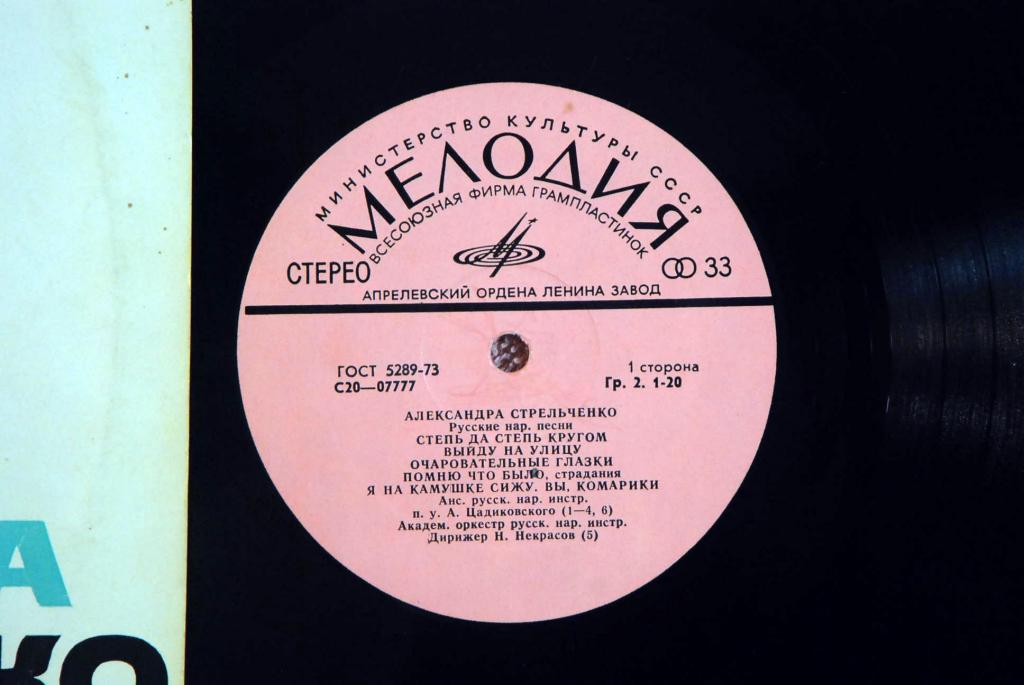 МИНИСТЕРСТВО КУЛЬТУРЫ СССР
МЕЛОДИЯ
ВСЕСОЮЗНАЯ ФИРМА ГРАМПЛАСТИНОК
СТЕРЕО
33
АПРЕЛЕВСКИЙ ОРДЕНА ЛЕНИНА ЗАВОД
ГОСТ 5289-73
1 сторона
С20—07777
Гр. 2. 1-20
АЛЕКСАНДРА СТРЕЛЬЧЕНКО
Русские нар. песни
СТЕПЬ ДА СТЕПЬ КРУГОМ
ВЫЙДУ НА УЛИЦУ
ОЧАРОВАТЕЛЬНЫЕ ГЛАЗКИ
ПОМНЮ ЧТО БЫЛО, страдания
Я НА КАМУШКЕ СИЖУ. ВЫ, КОМАРИКИ
Анс. русск. нар. инстр.
п. у. А. Цадиковского (1—4, 6)
Академ. оркестр русск. нар. инстр.
Дирижер Н. Некрасов (5)
А
КО